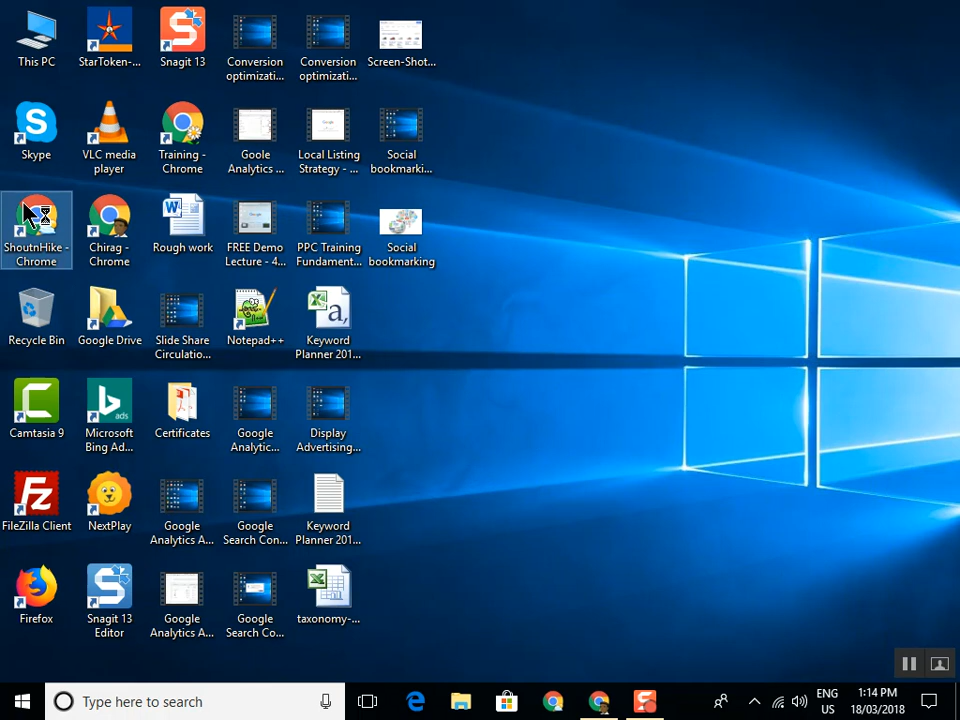 This PC
StarToken-...
Snagit 13
Conversion
optimizati...
Conversion
optimizati...
Screen-Shot...
Skype
VLC media
player
Training -
Chrome
Goole
Analytics ...
Local Listing
Strategy - ...
Social
bookmarki...
ShoutnHike -
Chrome
Chirag -
Chrome
Rough work
FREE Demo
Lecture - 4...
PPC Training
Fundament...
Social
bookmarking
Recycle Bin
Google Drive
Slide Share
Circulatio...
Notepad++
Keyword
Planner 201...
Camtasia 9
Microsoft
Bing Ad...
Certificates
Google
Analytic...
Display
Advertising...
FileZilla Client
NextPlay
Google
Analytics A...
Google
Search Con...
Keyword
Planner 201...
Firefox
Snagit 13
Editor
Google
Analytics A...
Google
Search Co...
taxonomy-...
Type here to search
ENG
US
1:14 PM
18/03/2018